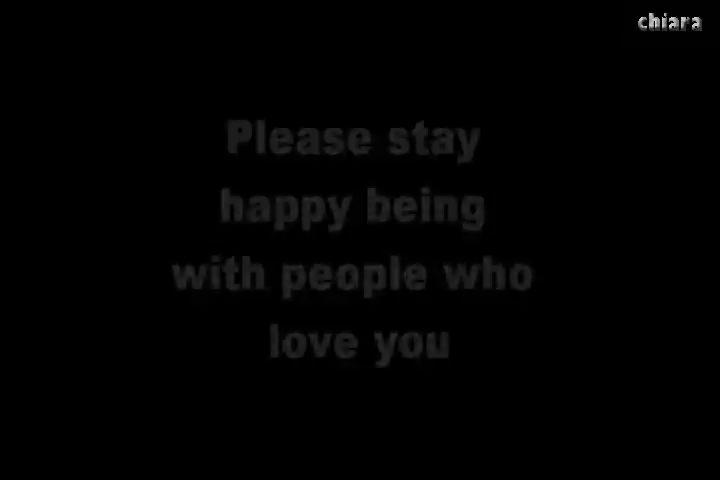 chiara
Please stay
happy being
with people who
love you